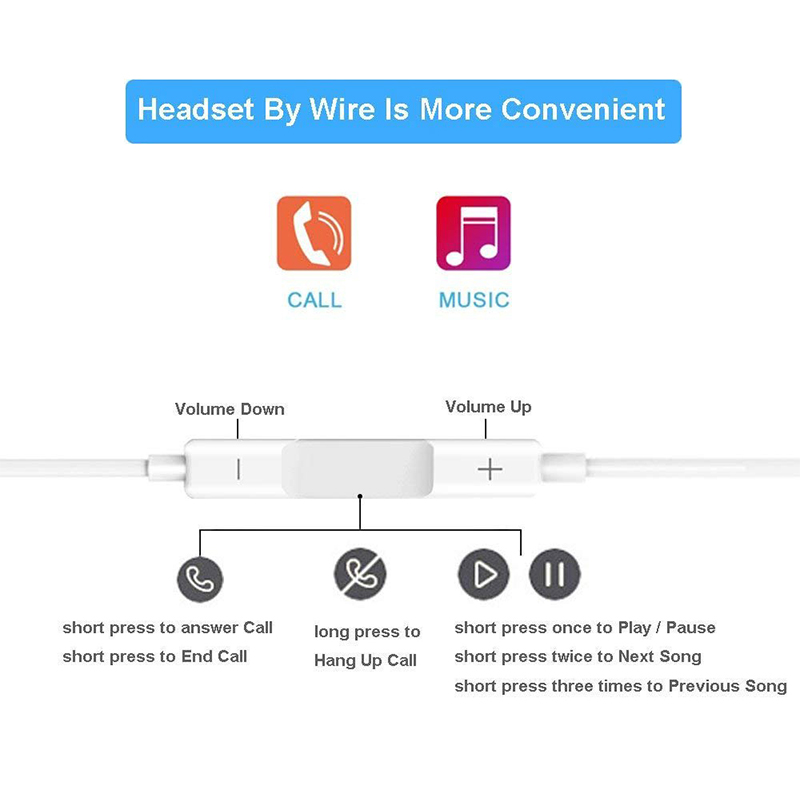 Headset By Wire Is More Convenient
CALL
MUSIC
Volume Down
Volume Up
short press to answer Call
short press to End Call
long press to
Hang Up Call
short press once to Play / Pause
short press twice to Next Song
short press three times to Previous Song